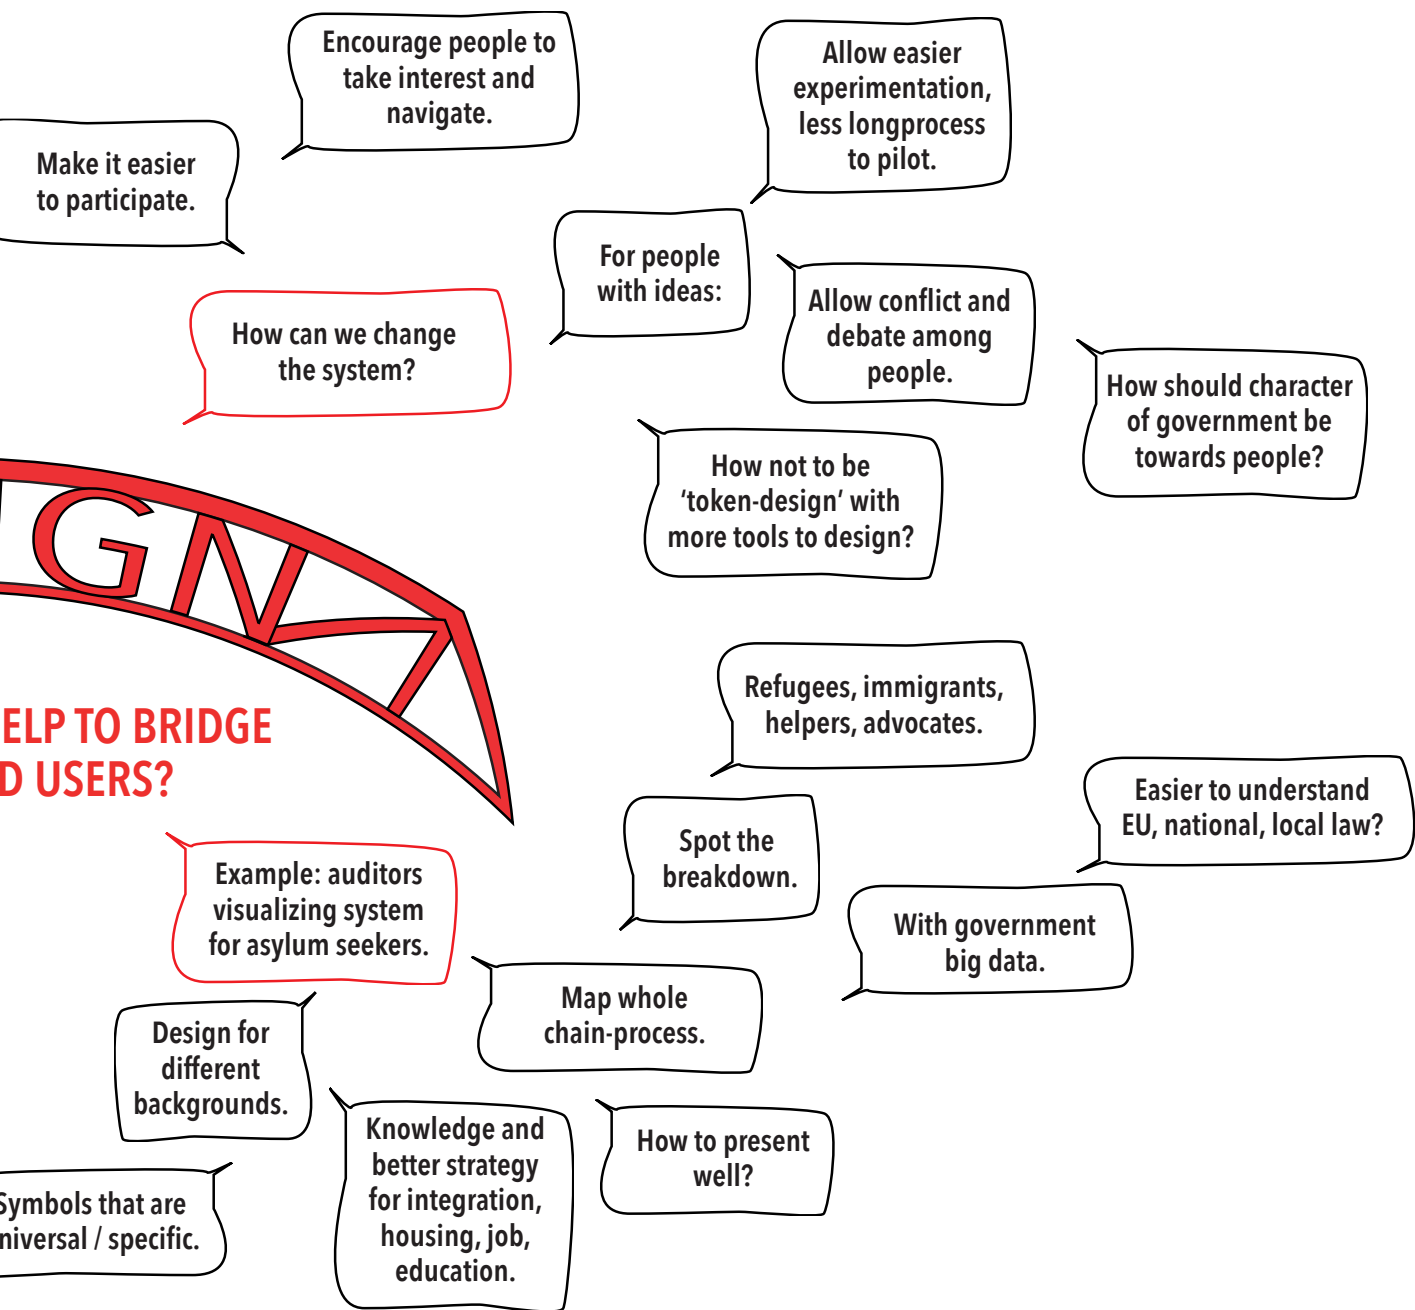 Encourage people to
take interest and
navigate.
Allow easier
experimentation,
less longprocess
to pilot.
Make it easier
to participate.
For people
with ideas:
How can we change
the system?
Allow conflict and
debate among
people.
How should character
of government be
towards people?
How not to be
‘token-design’ with
more tools to design?
GN
ELP TO BRIDGE
D USERS?
Refugees, immigrants,
helpers, advocates.
Easier to understand
EU, national, local law?
Spot the
breakdown.
Example: auditors
visualizing system
for asylum seekers.
With government
big data.
Map whole
chain-process.
Design for
different
backgrounds.
Knowledge and
better strategy
for integration,
housing, job,
education.
How to present
well?
Symbols that are
niversal / specific.